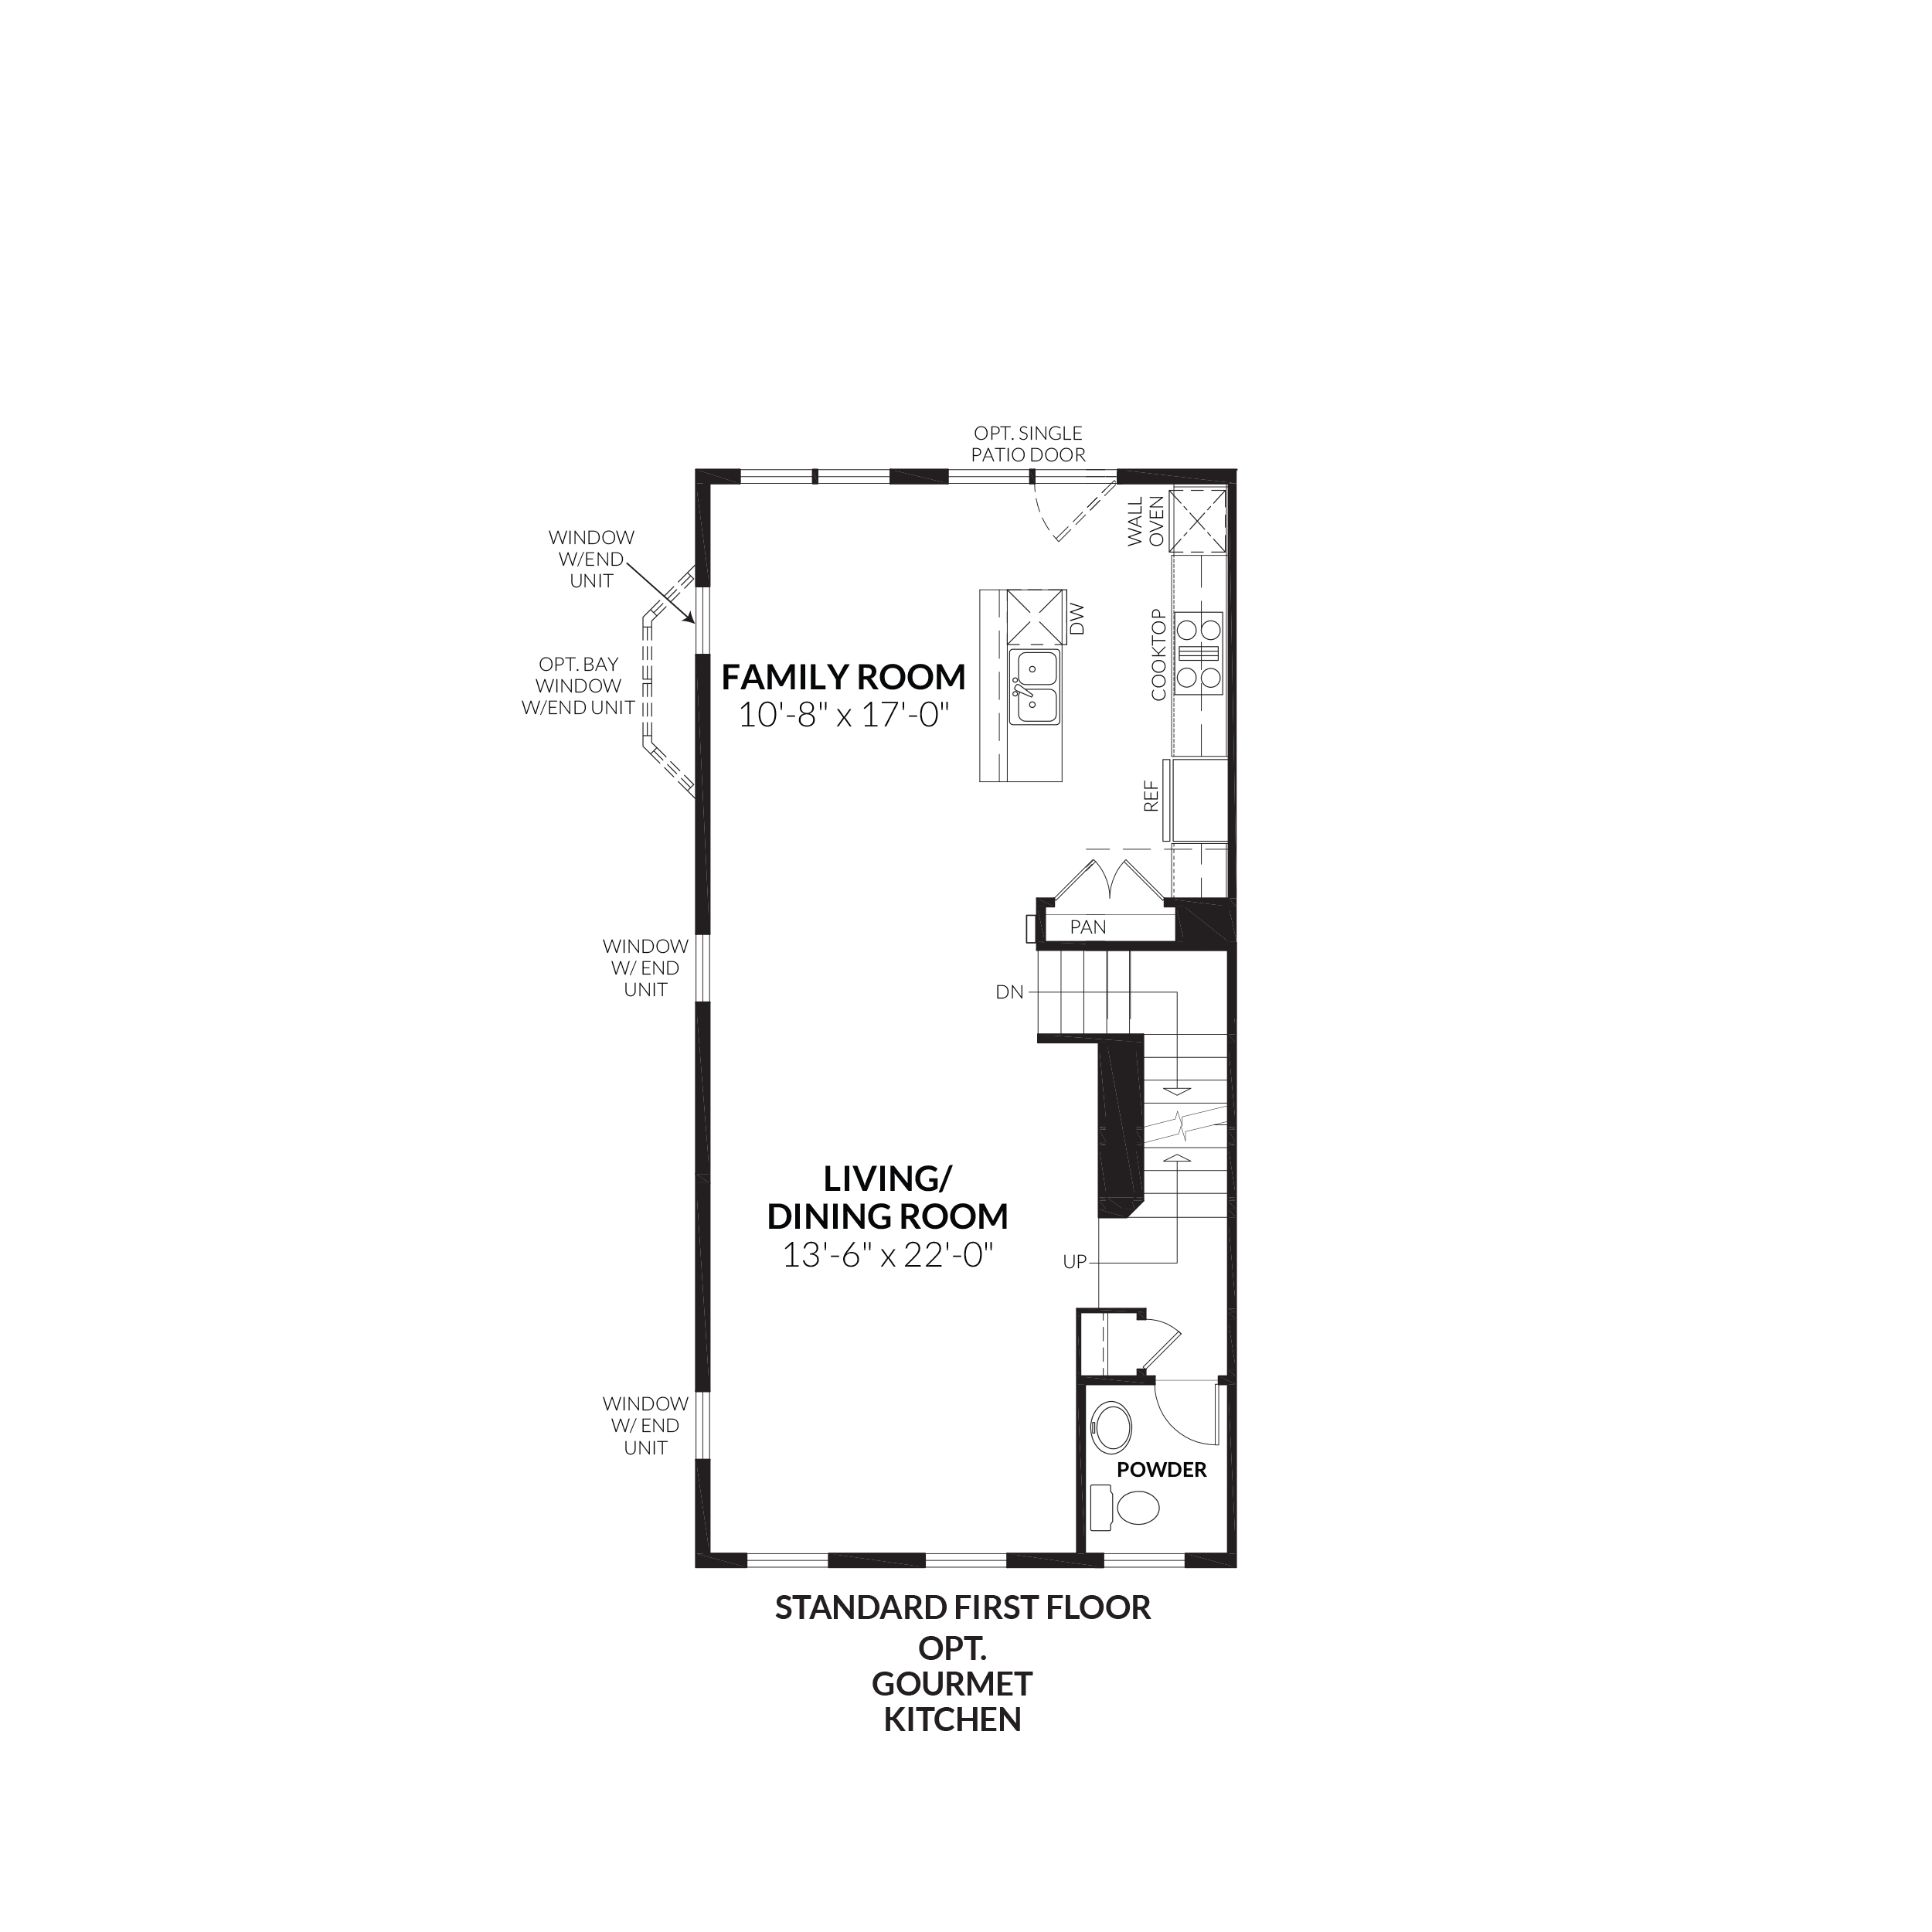 OPT. SINGLE
PATIO DOOR
WALL
OVEN
WINDOW
W/END
UNIT
DW
COOKTOP
OPT. BAY
WINDOW
W/END UNIT
FAMILY ROOM
10'-8" x 17'-0"
REF
PAN
WINDOW
W/ END
UNIT
DN
LIVING/
DINING ROOM
13'-6" x 22'-0"
UP
WINDOW
W/ END
UNIT
POWDER
STANDARD FIRST FLOOR
OPT.
GOURMET
KITCHEN